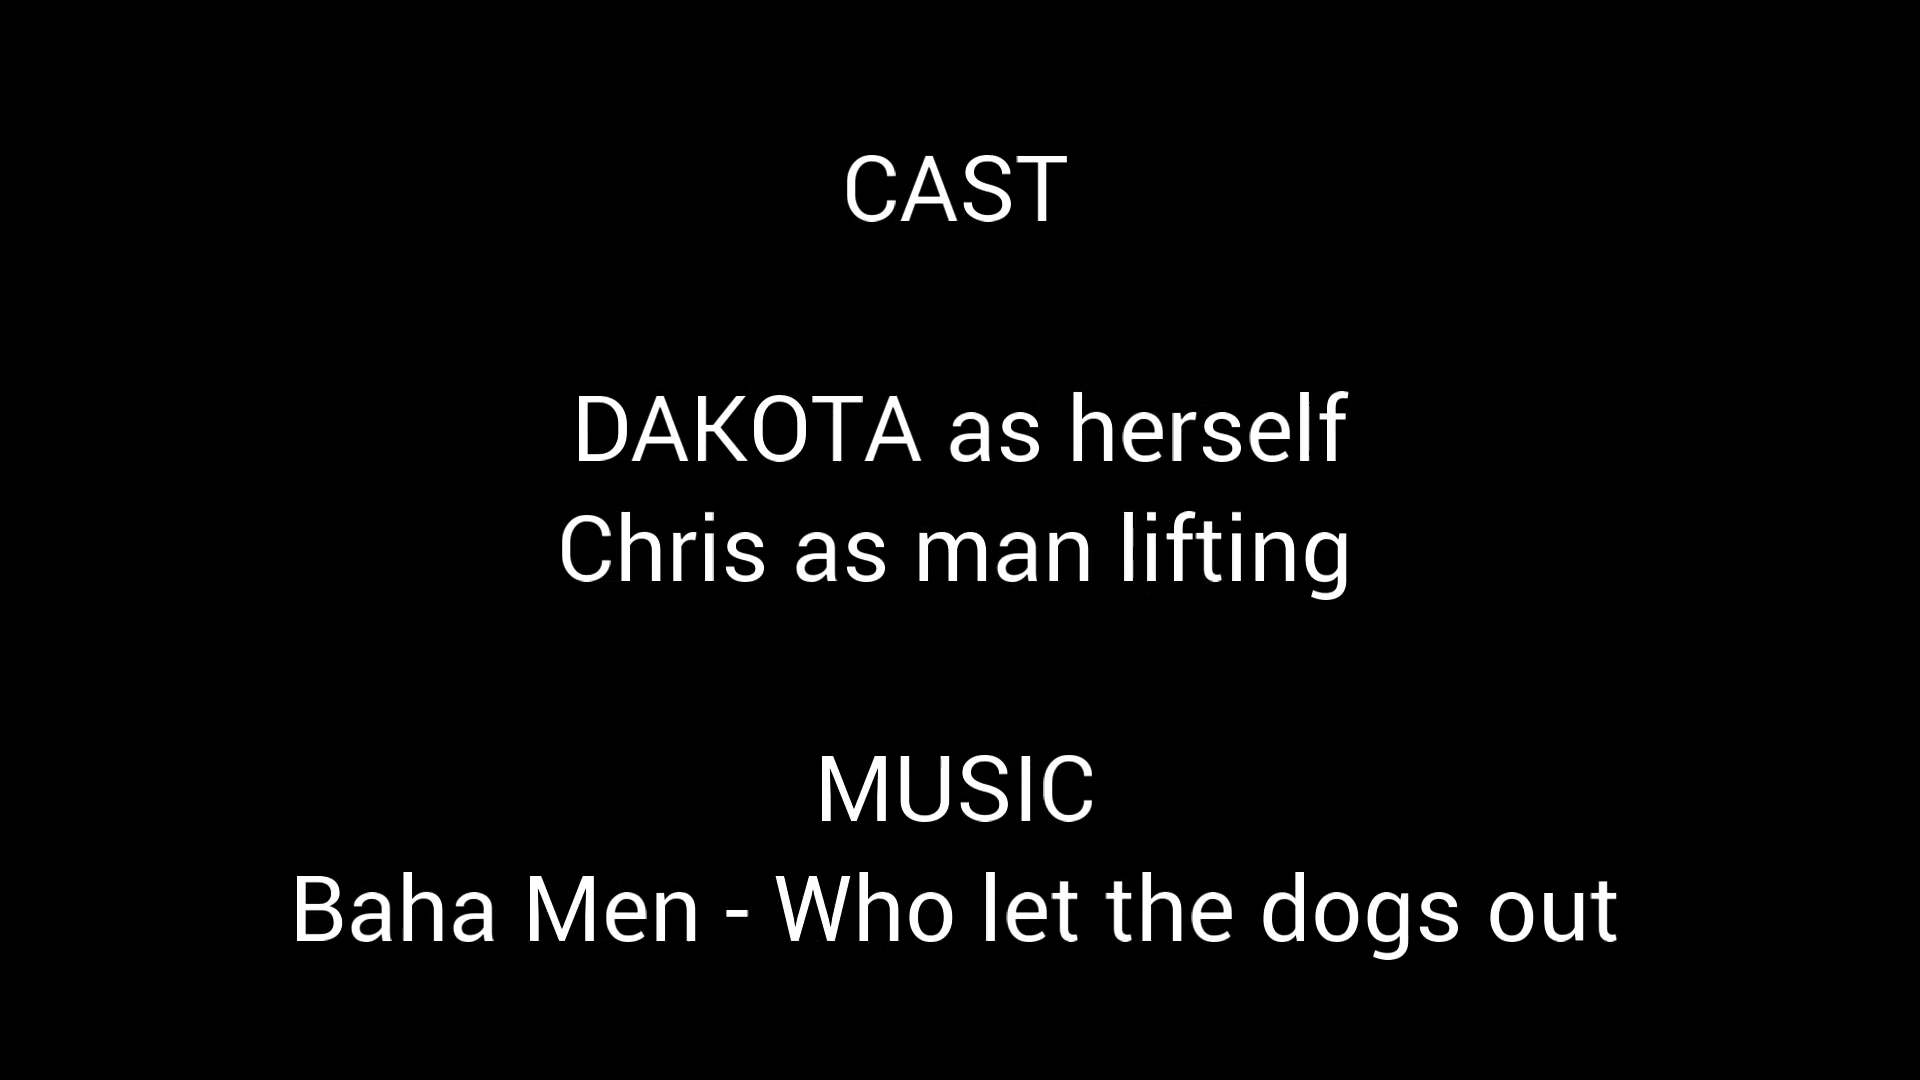 CAST
DAKOTA as herself
Chris as man lifting
MUSIC
Baha Men - Who let the dogs out